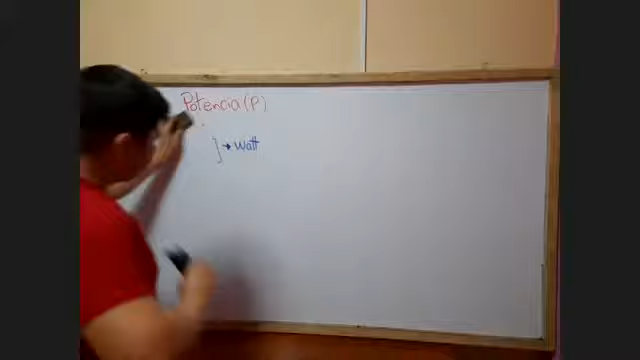 Potencia (P)
] → Watt